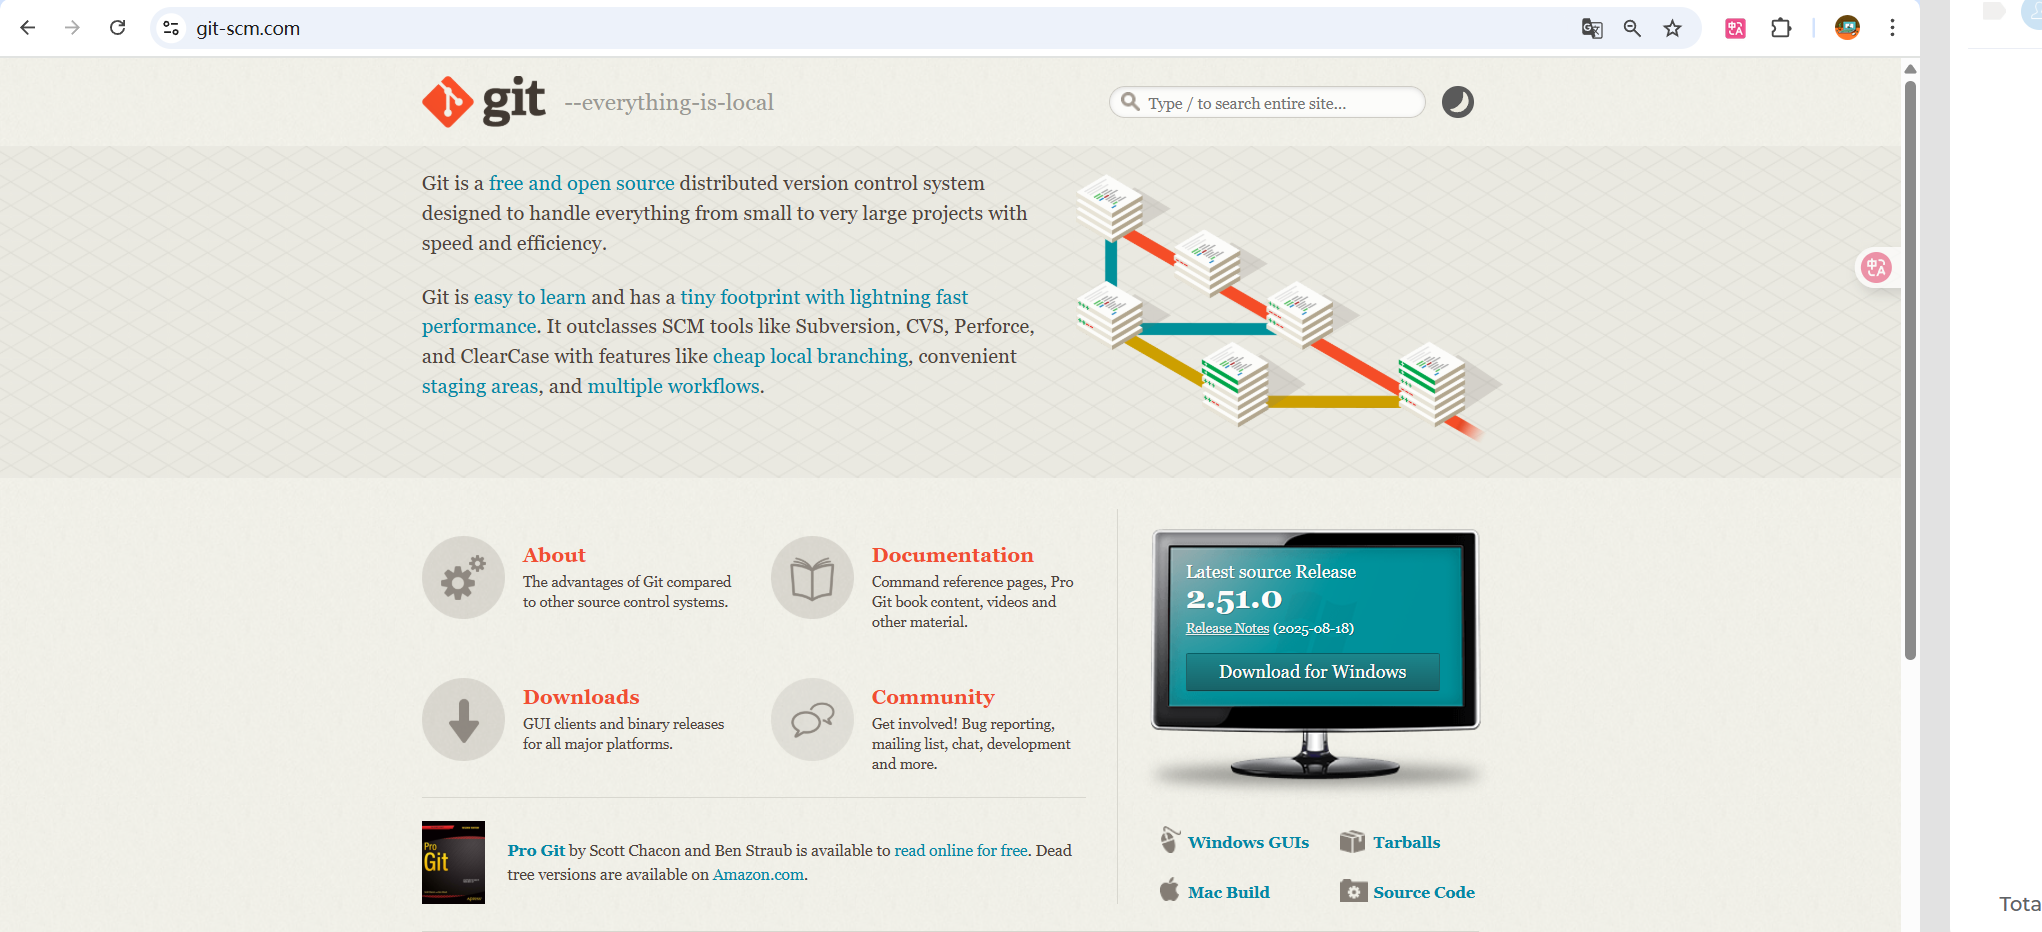 git-scm.com
git --everything-is-local
Type / to search entire site...
Git is a free and open source distributed version control system
designed to handle everything from small to very large projects with
speed and efficiency.
Git is easy to learn and has a tiny footprint with lightning fast
performance. It outclasses SCM tools like Subversion, CVS, Perforce,
and ClearCase with features like cheap local branching, convenient
staging areas, and multiple workflows.
About
The advantages of Git compared
to other source control systems.
Documentation
Command reference pages, Pro
Git book content, videos and
other material.
Downloads
GUI clients and binary releases
for all major platforms.
Community
Get involved! Bug reporting,
mailing list, chat, development
and more.
Pro
Git
Pro Git by Scott Chacon and Ben Straub is available to read online for free. Dead
tree versions are available on Amazon.com.
Latest source Release
2.51.0
Release Notes (2025-08-18)
Download for Windows
Windows GUIs
Tarballs
Mac Build
Source Code
Tota